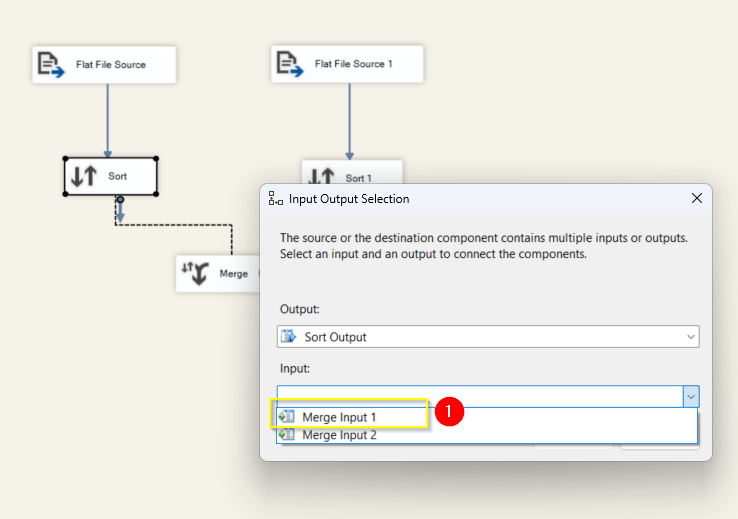 Flat File Source
Flat File Source 1
Sort
Sort 1
Merge
Input Output Selection
The source or the destination component contains multiple inputs or outputs.
Select an input and an output to connect the components.
Output:
Sort Output
Input:
Merge Input 1
1
Merge Input 2